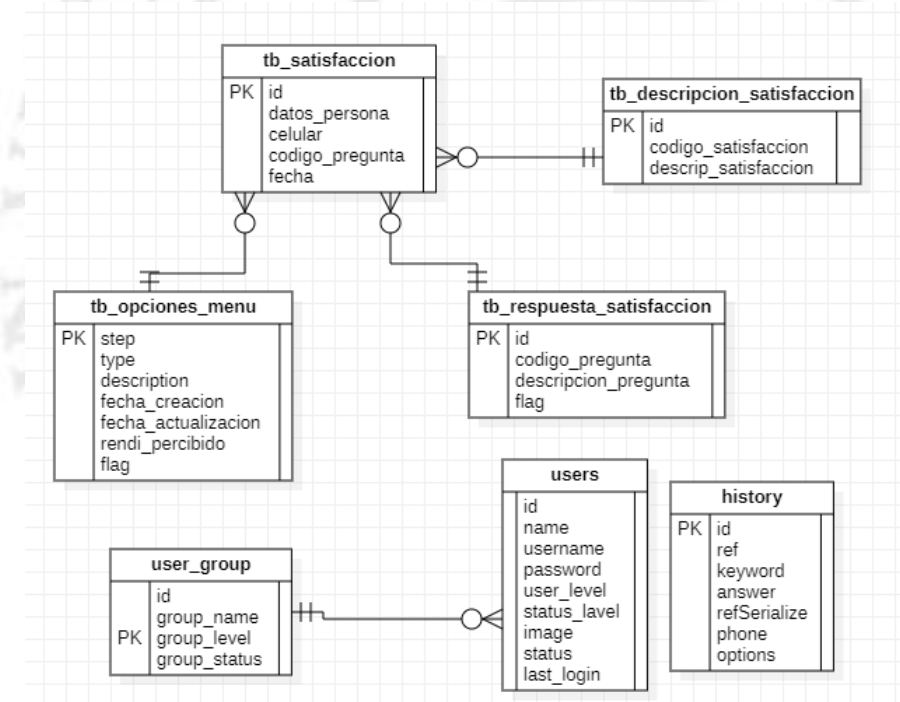 tb_satisfaccion
PK id
datos_persona
celular
codigo_pregunta
fecha
tb_descripcion_satisfaccion
PK id
codigo_satisfaccion
descrip_satisfaccion
tb_opciones_menu
PK step
type
description
fecha_creacion
fecha_actualizacion
rendi_percibido
flag
tb_respuesta_satisfaccion
PK id
codigo_pregunta
descripcion_pregunta
flag
user_group
id
group_name
PK group_level
group_status
users
id
name
username
password
user_level
status_lavel
image
status
last_login
history
PK id
ref
keyword
answer
refSerialize
phone
options